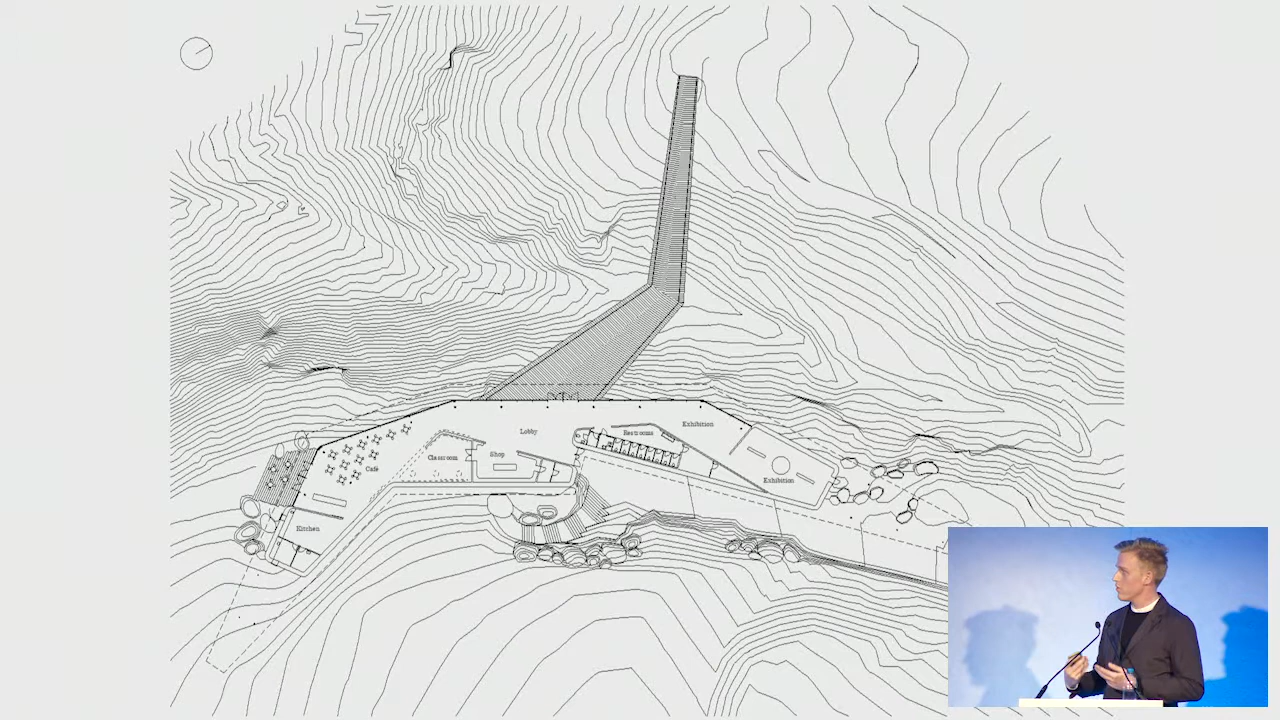 Exhibition
Lobby
Restrooms
Classroom
Shop
Café
Exhibition
Kitchen